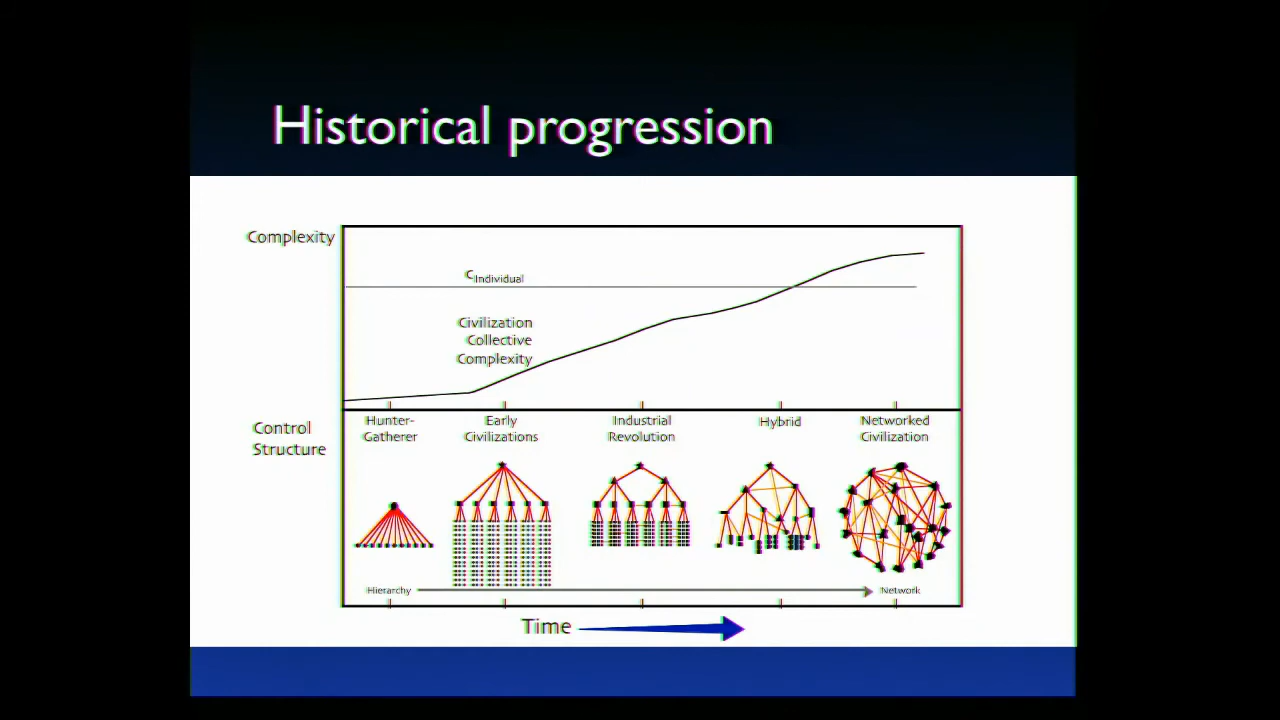 Historical progression
Complexity
CIndividual
Civilization
Collective
Complexity
Control
Structure
Hunter-
Gatherer
Early
Civilizations
Industrial
Revolution
Hybrid
Networked
Civilization
Hierarchy
Network
Time